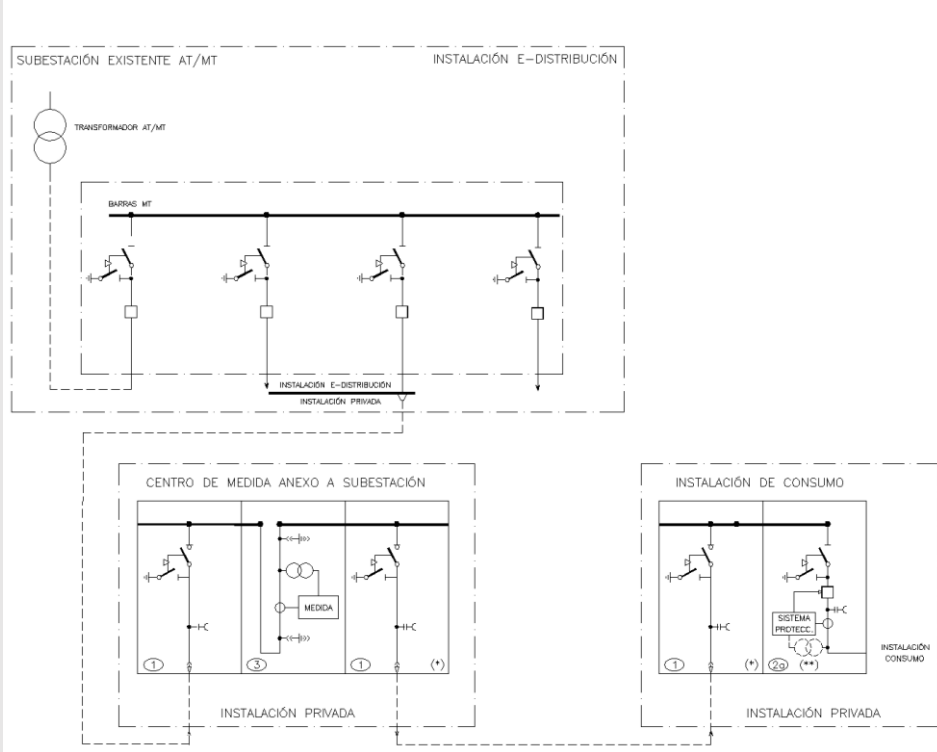 SUBESTACIÓN EXISTENTE AT/MT
INSTALACIÓN E-DISTRIBUCIÓN
TRANSFORMADOR AT/MT
BARRAS MT
INSTALACIÓN E-DISTRIBUCIÓN
INSTALACIÓN PRIVADA
CENTRO DE MEDIDA ANEXO A SUBESTACIÓN
MEDIDA
1
3
1
(*)
INSTALACIÓN PRIVADA
INSTALACIÓN DE CONSUMO
SISTEMA
PROTECC.
INSTALACIÓN
CONSUMO
1
(*)
2a
(**)
INSTALACIÓN PRIVADA